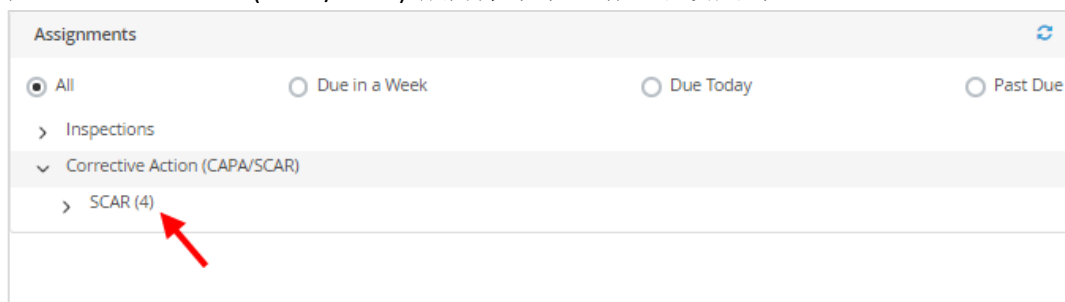 Assignments
All Due in a Week Due Today Past Due
Inspections
Corrective Action (CAPA/SCAR)
SCAR (4)